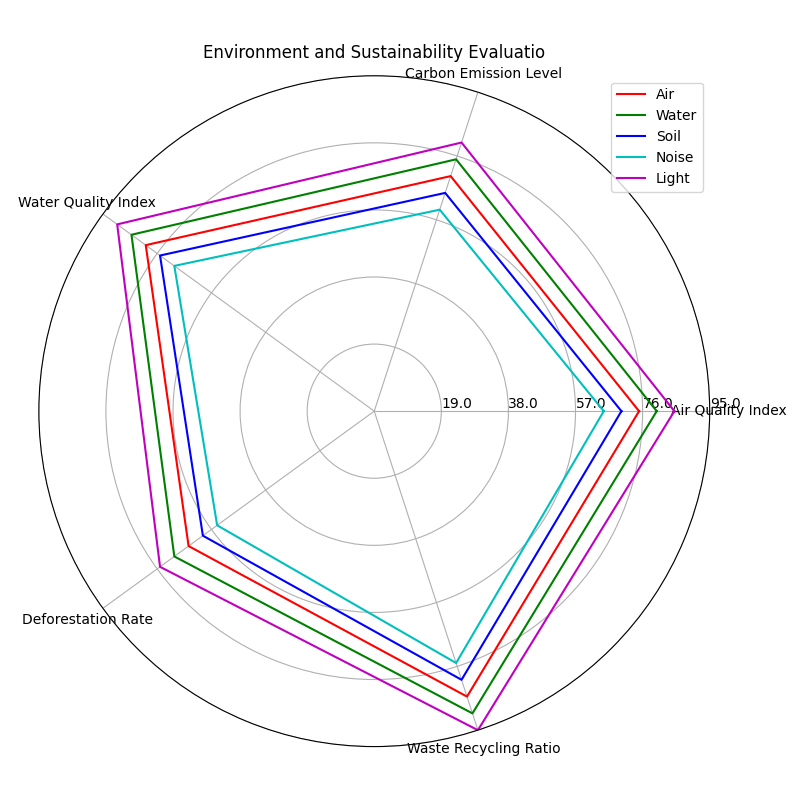 Environment and Sustainability Evaluatio
Carbon Emission Level
Air
Water
Soil
Noise
Light
Water Quality Index
19.0
38.0
57.0
76.0
95.0
Air Quality Index
Deforestation Rate
Waste Recycling Ratio